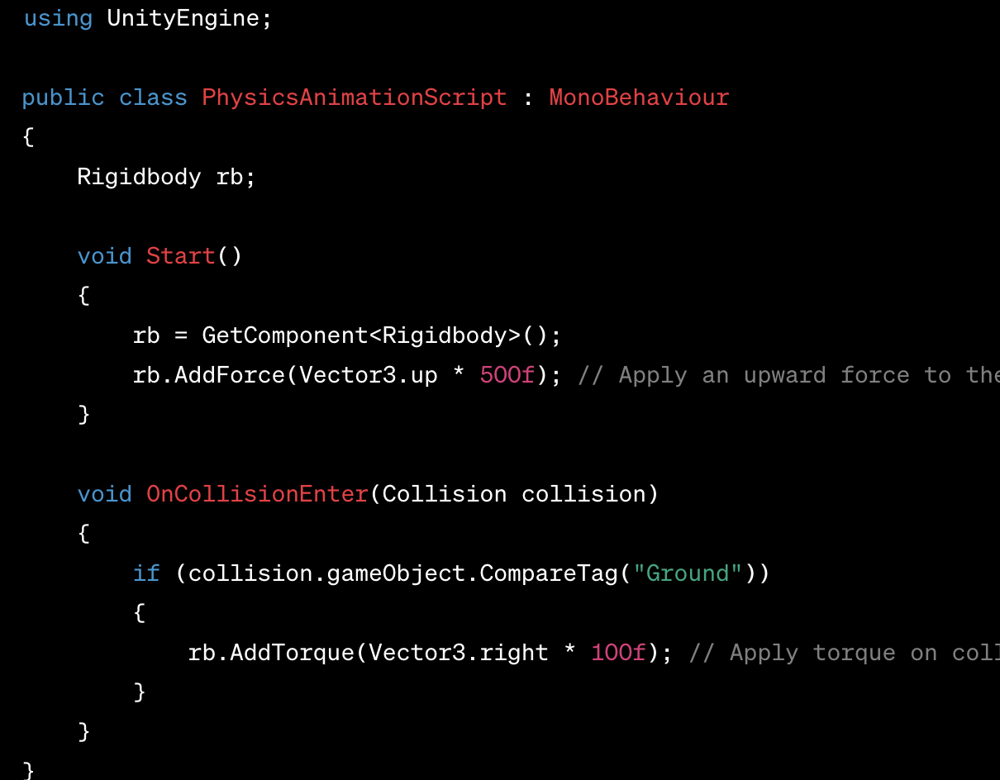 using UnityEngine;
public class PhysicsAnimationScript : MonoBehaviour
{
Rigidbody rb;
void Start()
{
rb = GetComponent<Rigidbody>();
rb.AddForce(Vector3.up * 500f); // Apply an upward force to the
}
void OnCollisionEnter(Collision collision)
{
if (collision.gameObject.CompareTag("Ground"))
{
rb.AddTorque(Vector3.right * 100f); // Apply torque on
}
}
}